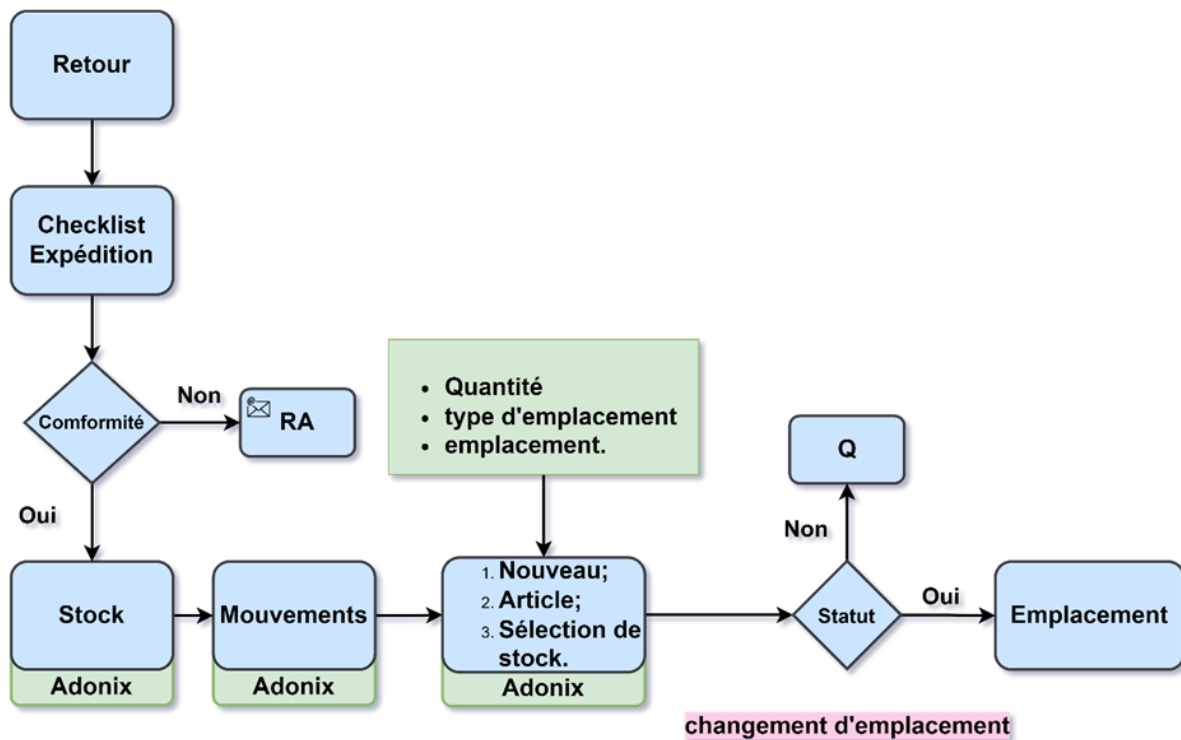 Retour
Checklist
Expédition
Comformité
Non
RA
Oui
• Quantité
• type d'emplacement
• emplacement.
Stock
Adonix
Mouvements
Adonix
1. Nouveau;
2. Article;
3. Sélection de
stock.
Adonix
Q
Non
Statut
Oui
Emplacement
changement d'emplacement